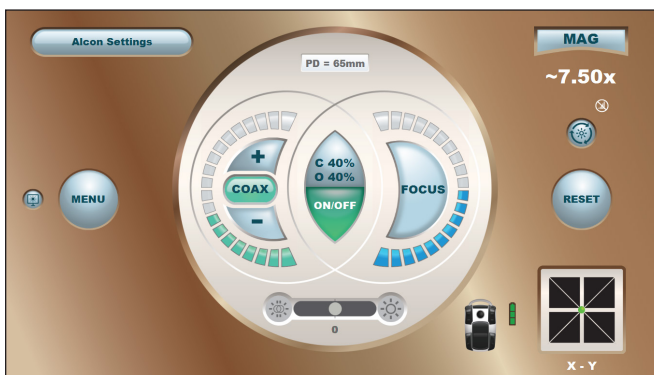 Alcon Settings
PD = 65mm
MAG
~7.50x
+
C 40%
O 40%
COAX
ON/OFF
FOCUS
-
MENU
RESET
0
X - Y